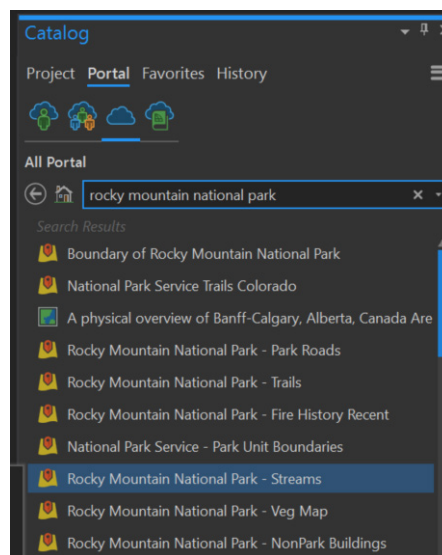 Catalog
Project Portal Favorites History
All Portal
rocky mountain national park
Search Results
Boundary of Rocky Mountain National Park
National Park Service Trails Colorado
A physical overview of Banff-Calgary, Alberta, Canada Are
Rocky Mountain National Park - Park Roads
Rocky Mountain National Park - Trails
Rocky Mountain National Park - Fire History Recent
National Park Service - Park Unit Boundaries
Rocky Mountain National Park - Streams
Rocky Mountain National Park - Veg Map
Rocky Mountain National Park - NonPark Buildings